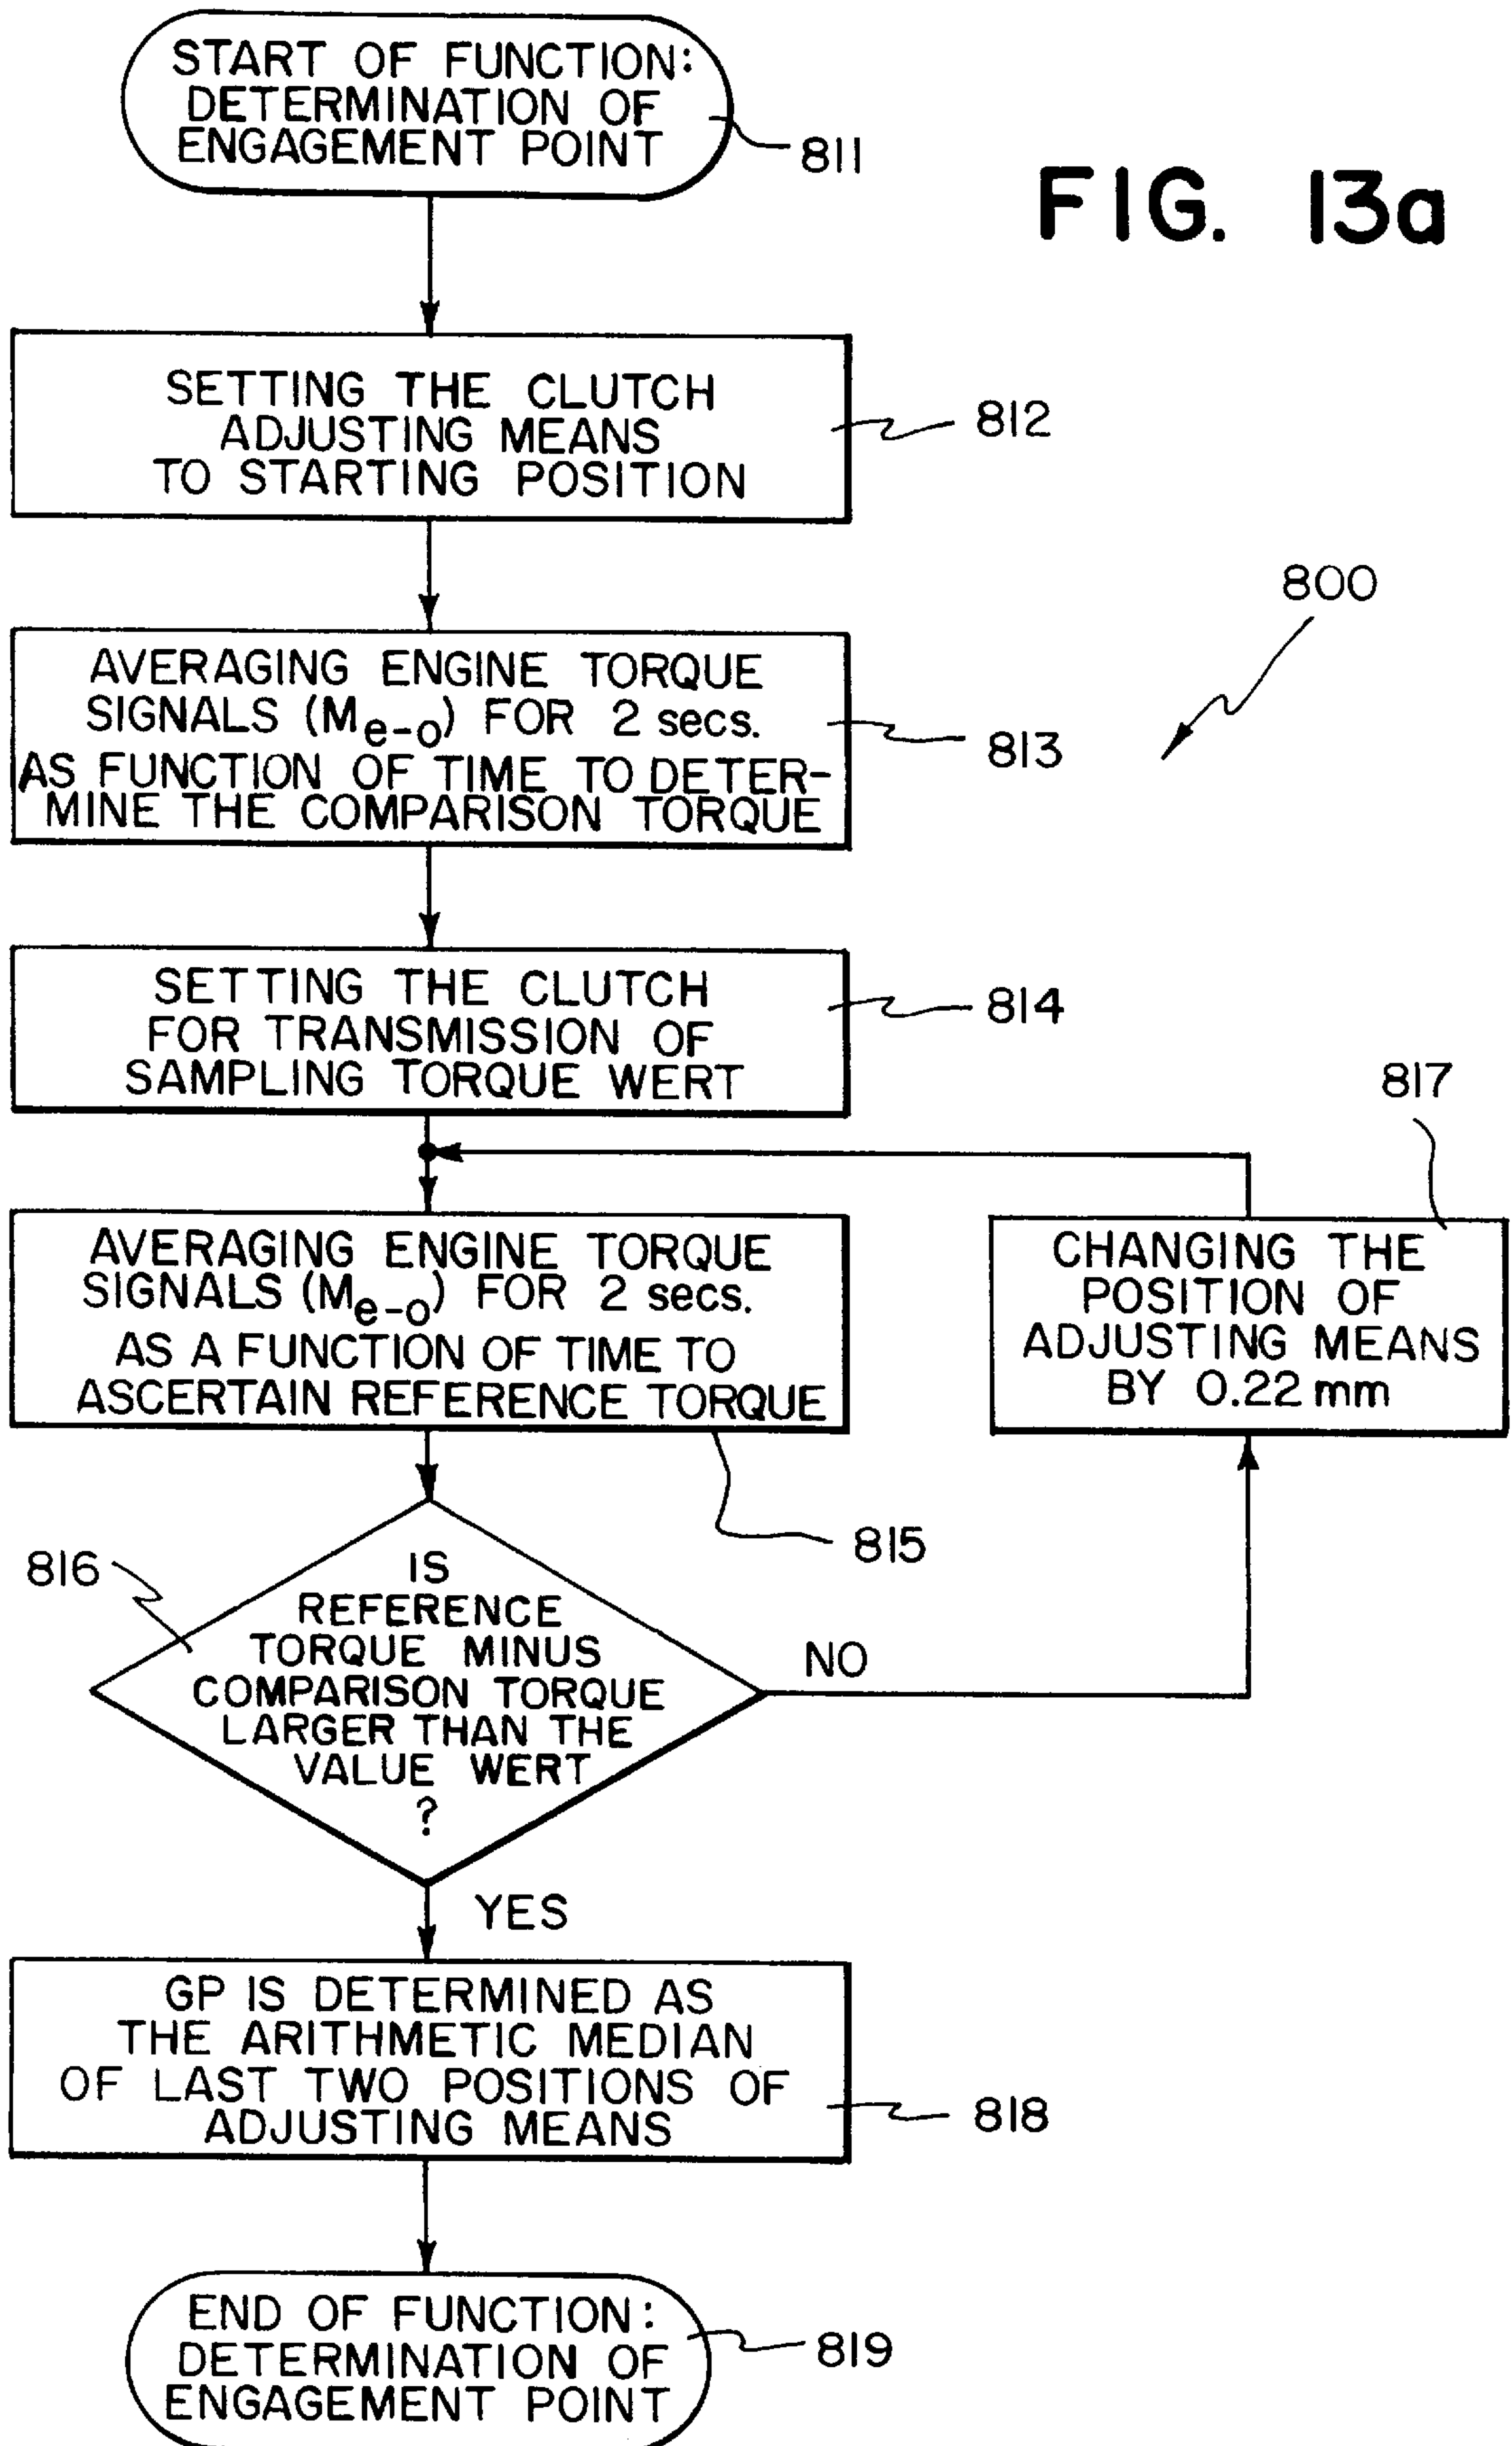 START OF FUNCTION:
DETERMINATION OF
ENGAGEMENT POINT
811
FIG. 13a
SETTING THE CLUTCH
ADJUSTING MEANS
TO STARTING POSITION
812
800
AVERAGING ENGINE TORQUE
SIGNALS (Me-o) FOR 2 secs.
AS FUNCTION OF TIME TO DETER-
MINE THE COMPARISON TORQUE
813
SETTING THE CLUTCH
FOR TRANSMISSION OF
SAMPLING TORQUE WERT
814
817
AVERAGING ENGINE TORQUE
SIGNALS (Me-o) FOR 2 secs.
AS A FUNCTION OF TIME TO
ASCERTAIN REFERENCE TORQUE
815
CHANGING THE
POSITION OF
ADJUSTING MEANS
BY 0.22 mm
816
IS
REFERENCE
TORQUE MINUS
COMPARISON TORQUE
LARGER THAN THE
VALUE WERT
?
NO
YES
GP IS DETERMINED AS
THE ARITHMETIC MEDIAN
OF LAST TWO POSITIONS OF
ADJUSTING MEANS
818
END OF FUNCTION:
DETERMINATION OF
ENGAGEMENT POINT
819